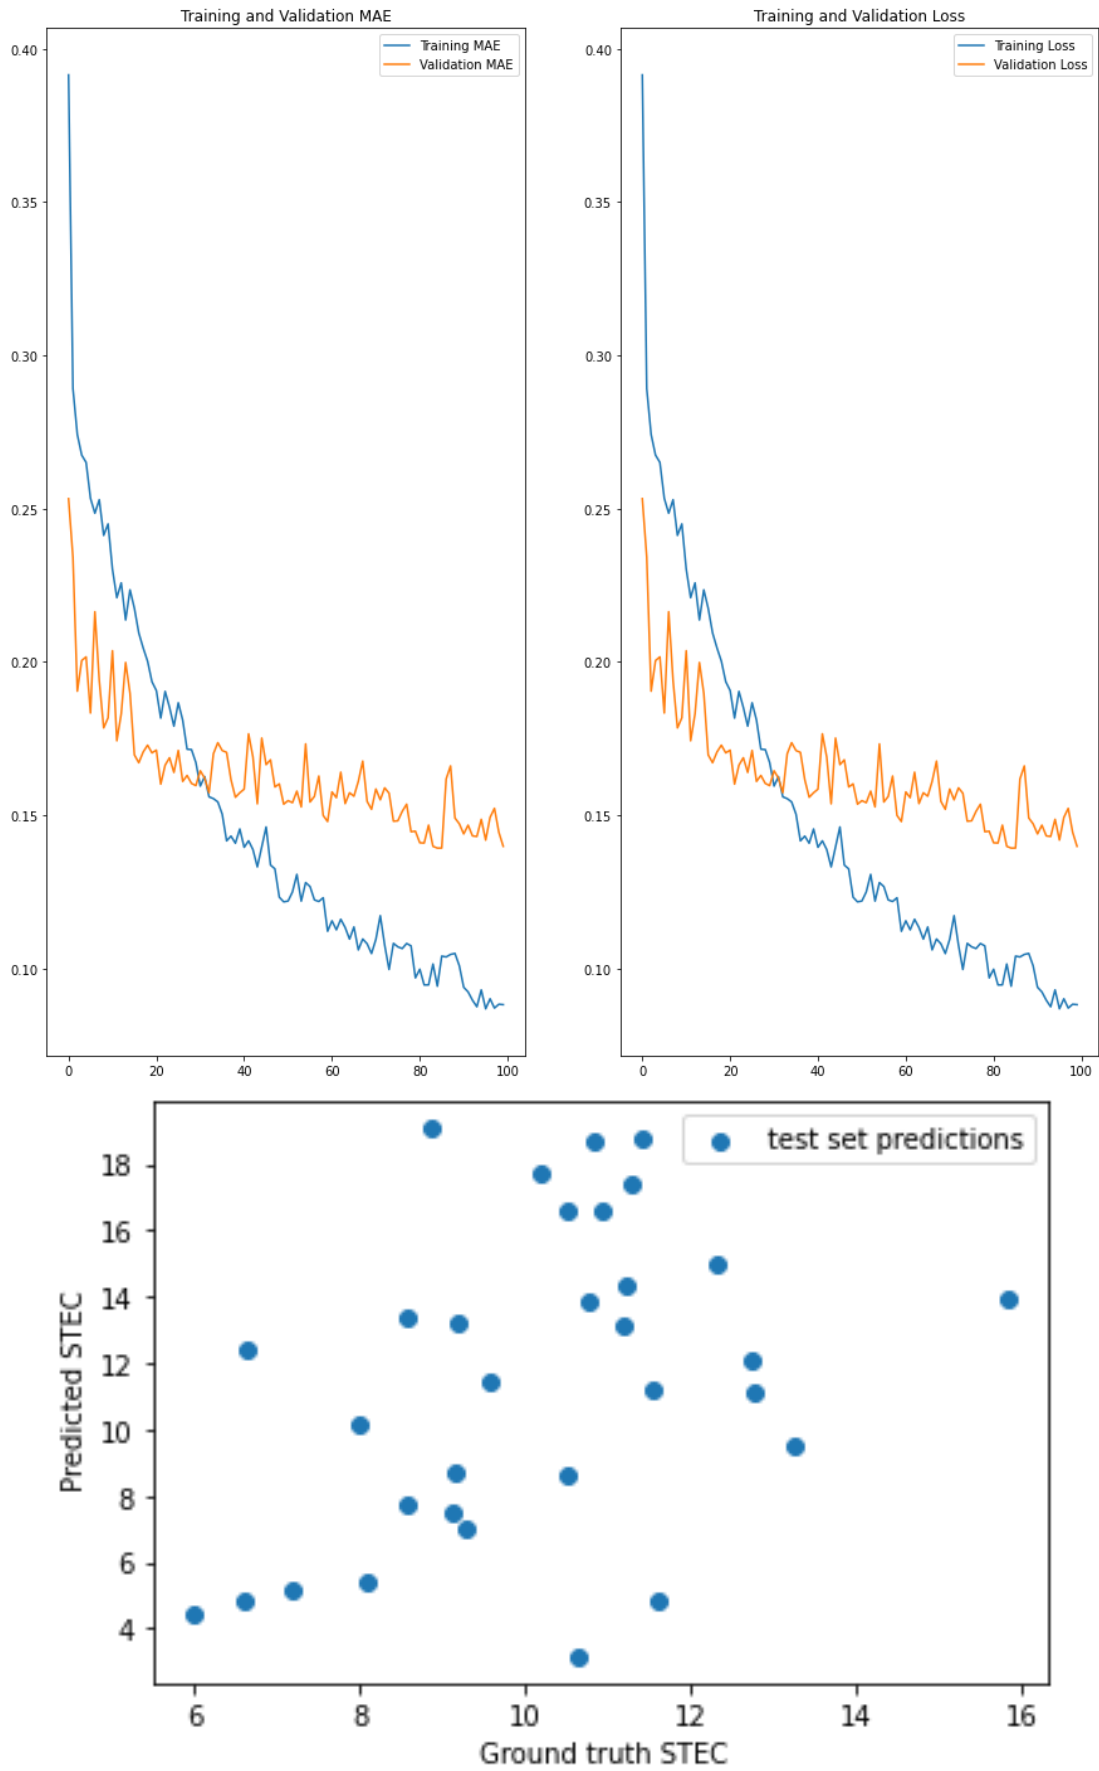 Training and Validation MAE
Training MAE
Validation MAE
0.40
0.35
0.30
0.25
0.20
0.15
0.10
0 20 40 60 80 100
Training and Validation Loss
Training Loss
Validation Loss
0.40
0.35
0.30
0.25
0.20
0.15
0.10
0 20 40 60 80 100
test set predictions
Predicted STEC
18
16
14
12
10
8
6
4
6 8 10 12 14 16
Ground truth STEC